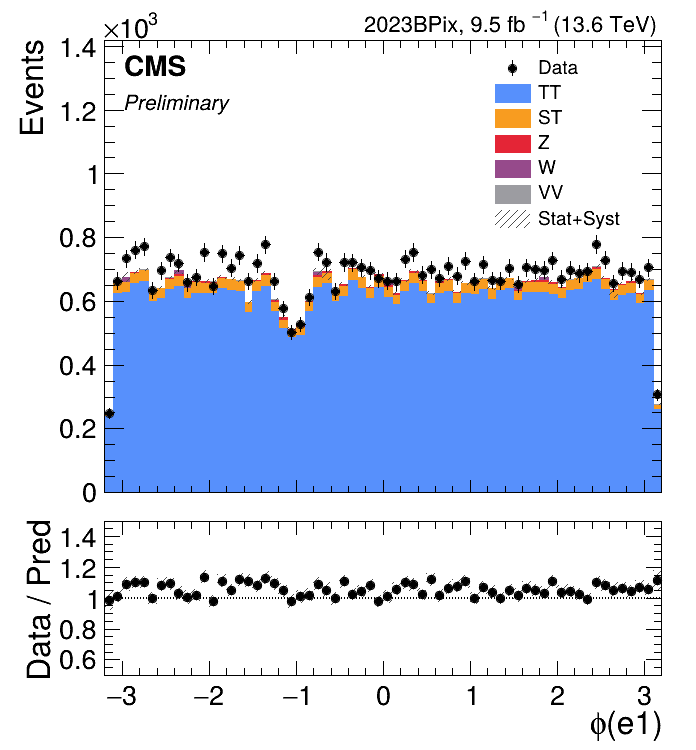 ×10³
2023BPix, 9.5 fb⁻¹ (13.6 TeV)
CMS
Preliminary
Events
1.4
1.2
1
0.8
0.6
0.4
0.2
0
Data
TT
ST
Z
W
VV
Stat+Syst
Data / Pred
1.4
1.2
1
0.8
0.6
−3 −2 −1 0 1 2 3
ϕ(e1)